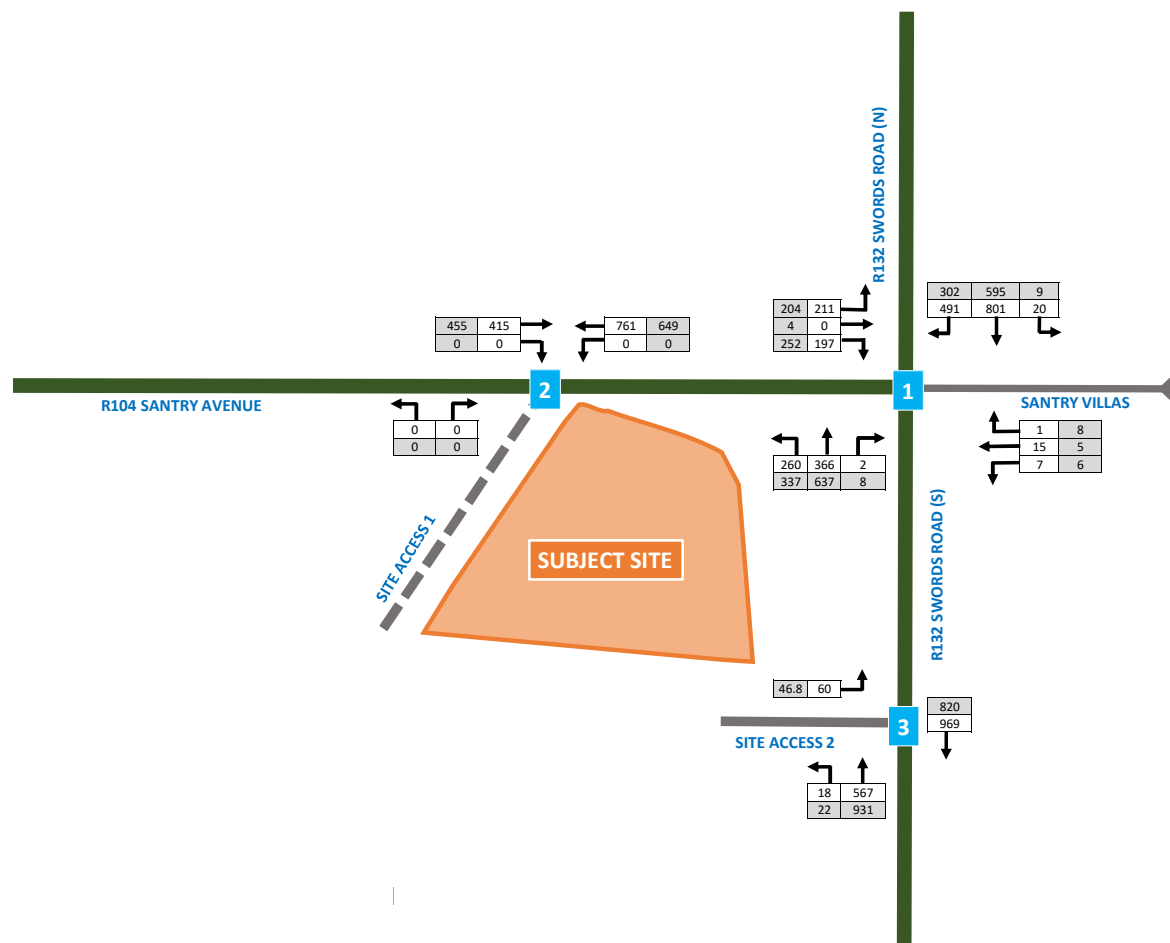 R132 SWORDS ROAD (N)
302 595 9
491 801 20
204 211
4 0
252 197
455 415
0 0
761 649
0 0
2
1
R104 SANTRY AVENUE
SANTRY VILLAS
0 0
0 0
1 8
15 5
7 6
260 366 2
337 637 8
SITE ACCESS 1
SUBJECT SITE
R132 SWORDS ROAD (S)
46.8 60
820
969
3
SITE ACCESS 2
18 567
22 931